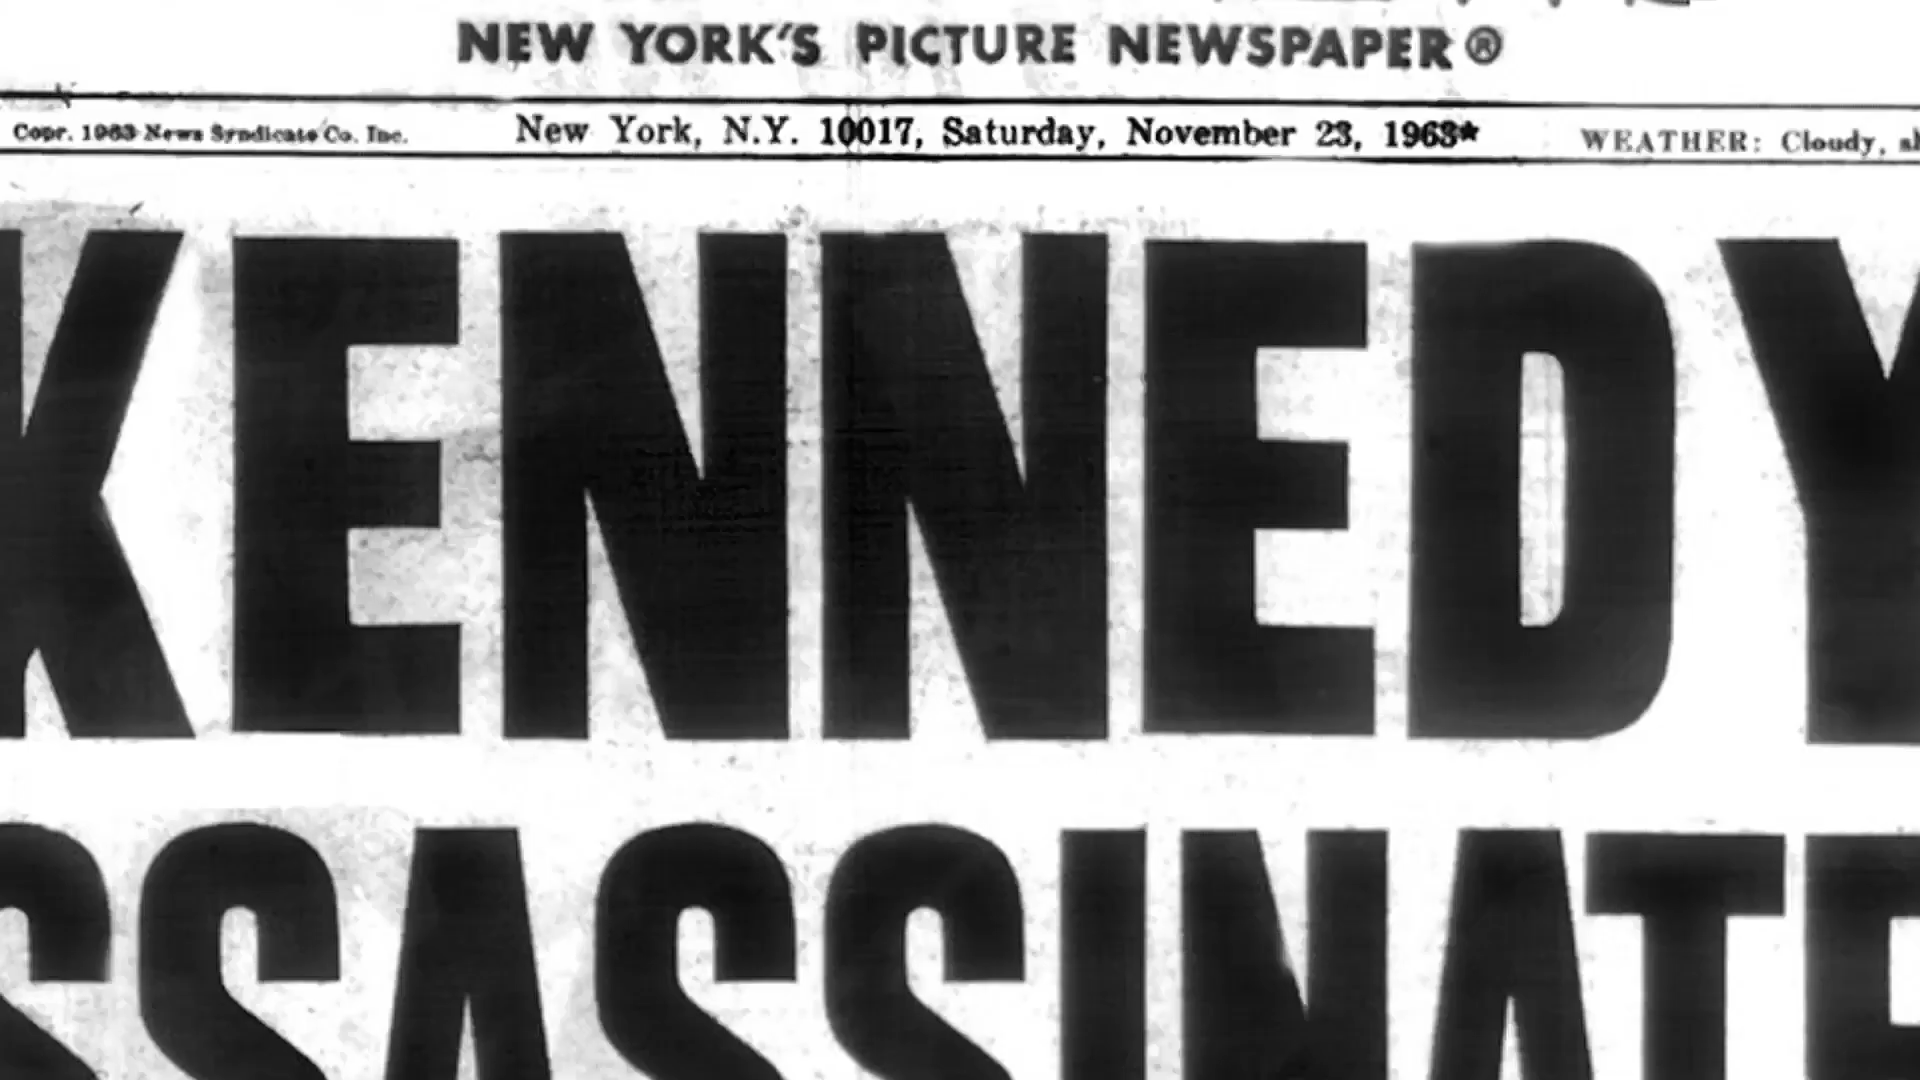 NEW YORK'S PICTURE NEWSPAPER®
Copr. 1963 News Syndicate Co. Inc. New York, N.Y. 10017, Saturday, November 23, 1963* WEATHER: Cloudy,
KENNEDY
SSASSINATE